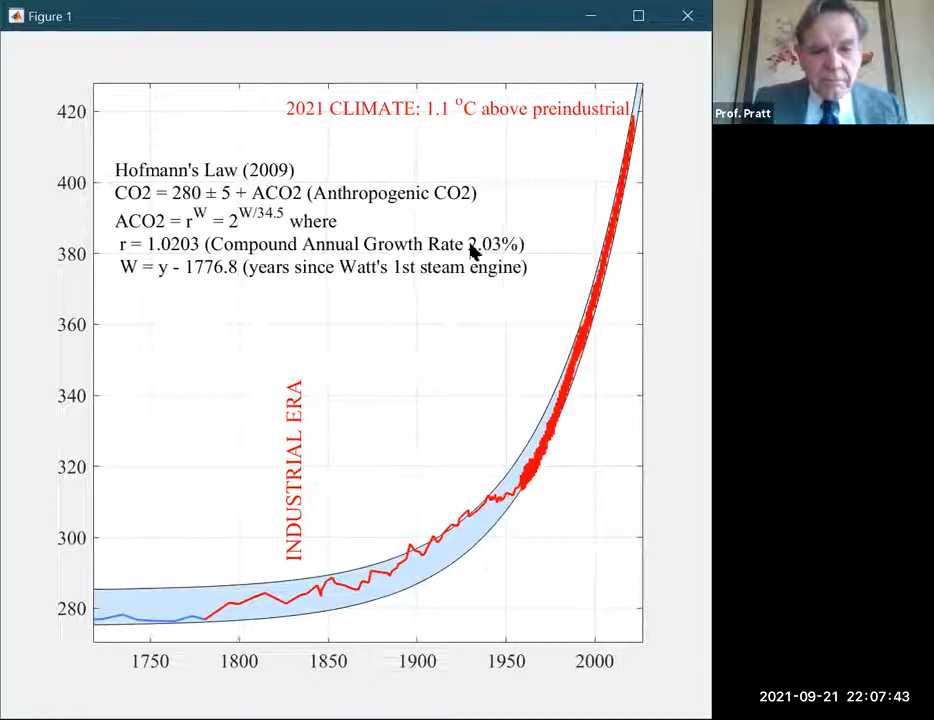 Figure 1
2021 CLIMATE: 1.1 °C above preindustrial
Hofmann's Law (2009)
CO2 = 280 ± 5 + ACO2 (Anthropogenic CO2)
ACO2 = r^W = 2^W/34.5 where
r = 1.0203 (Compound Annual Growth Rate 2.03%)
W = y - 1776.8 (years since Watt's 1st steam engine)
INDUSTRIAL ERA
420
400
380
360
340
320
300
280
1750 1800 1850 1900 1950 2000
Prof. Pratt
2021-09-21 22:07:43